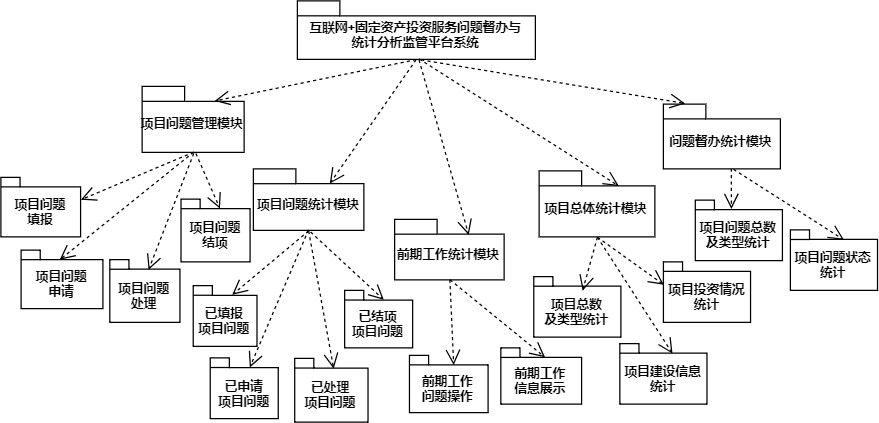 互联网+固定资产投资服务问题督办与
统计分析监管平台系统
项目问题管理模块
问题督办统计模块
项目问题统计模块
项目总体统计模块
前期工作统计模块
项目问题
填报
项目问题
结项
项目问题
申请
项目问题
处理
项目问题总数
及类型统计
项目问题状态
统计
已填报
项目问题
已结项
项目问题
项目总数
及类型统计
项目投资情况
统计
已申请
项目问题
已处理
项目问题
前期工作
问题操作
前期工作
信息展示
项目建设信息
统计